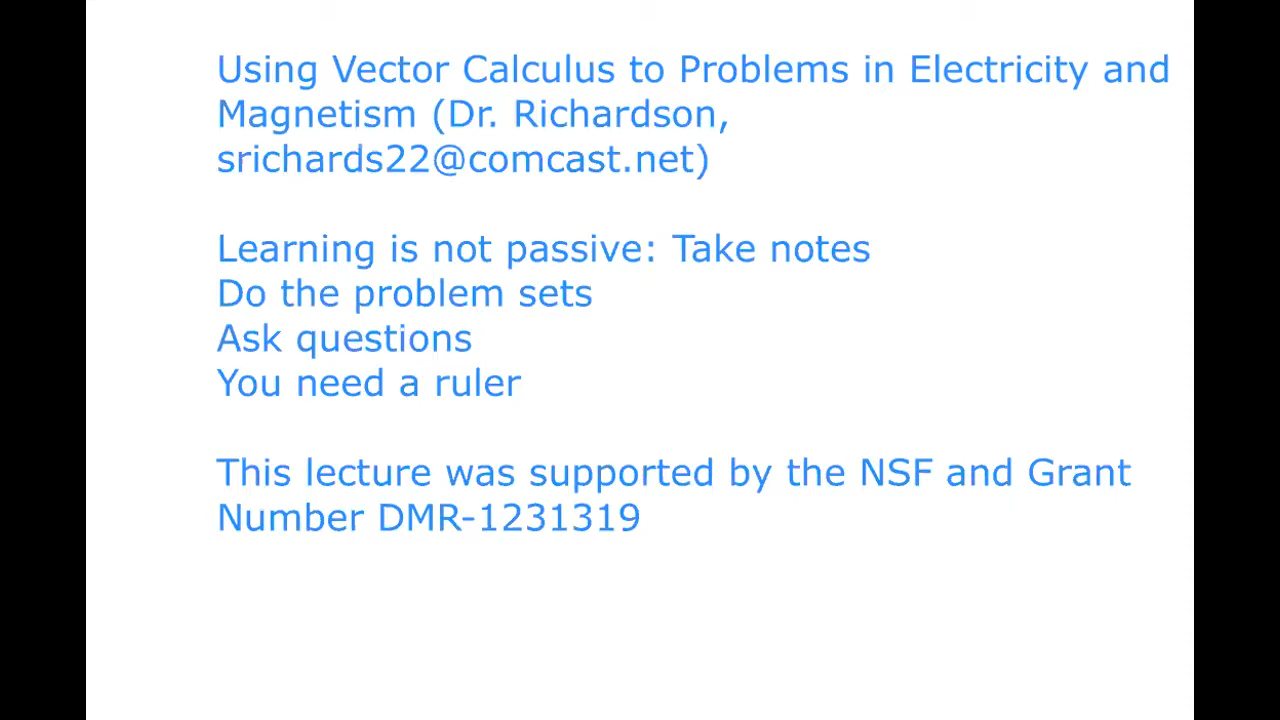 Using Vector Calculus to Problems in Electricity and
Magnetism (Dr. Richardson,
srichards22@comcast.net)
Learning is not passive: Take notes
Do the problem sets
Ask questions
You need a ruler
This lecture was supported by the NSF and Grant
Number DMR-1231319